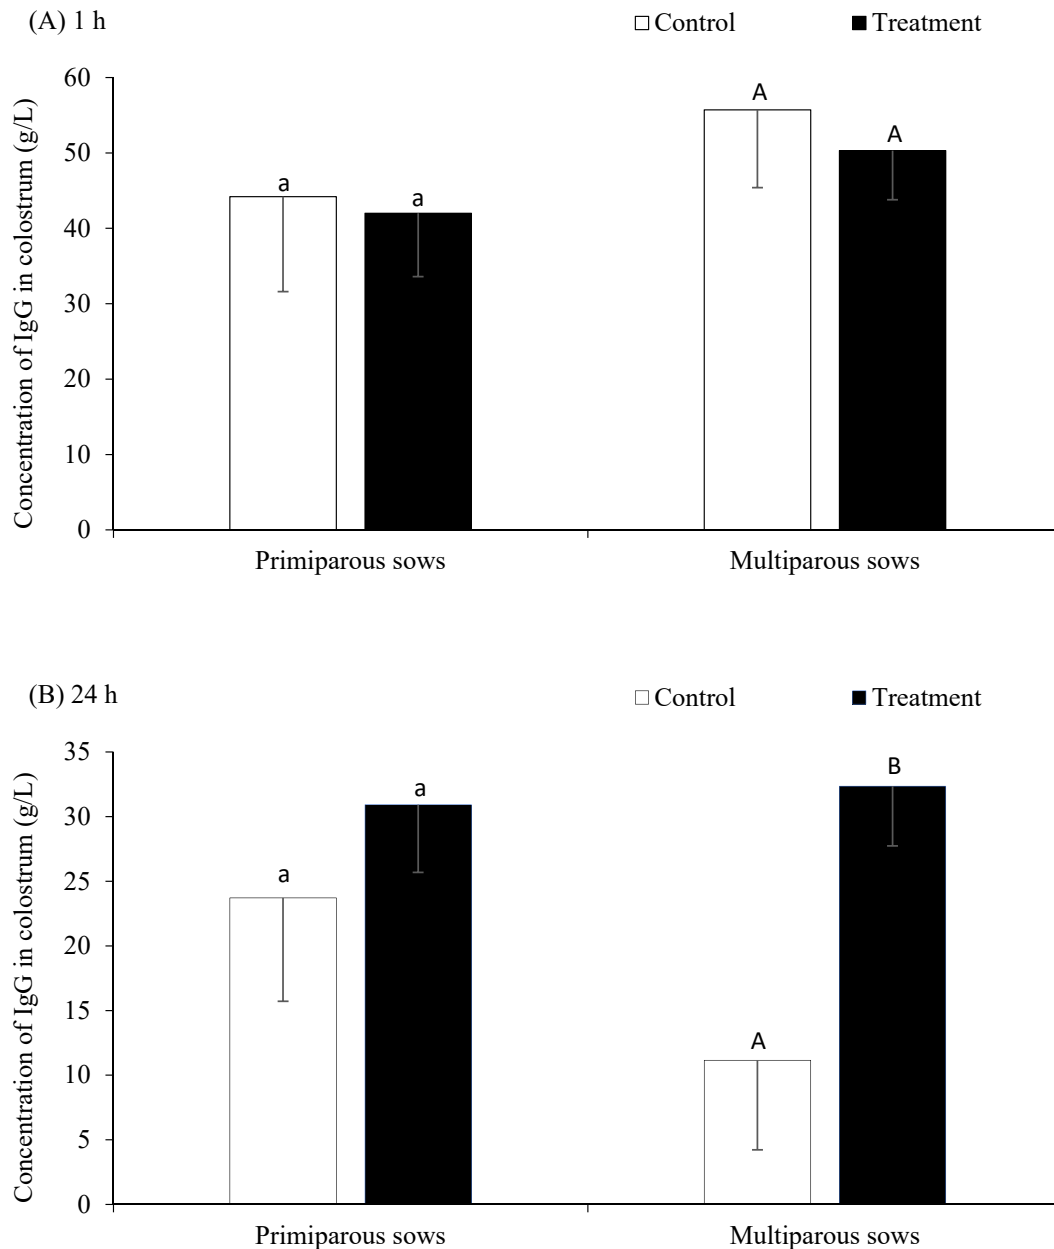 (A) 1 h
Control
Treatment
Concentration of IgG in colostrum (g/L)
60
50
40
30
20
10
0
a
a
A
A
Primiparous sows
Multiparous sows
(B) 24 h
Control
Treatment
Concentration of IgG in colostrum (g/L)
35
30
25
20
15
10
5
0
a
a
A
B
Primiparous sows
Multiparous sows